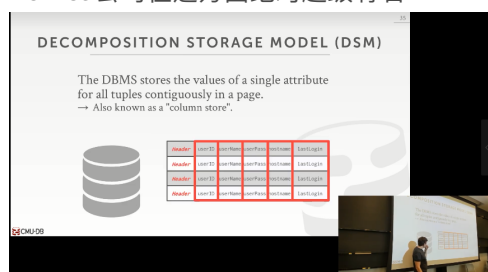 25
DECOMPOSITION STORAGE MODEL (DSM)
The DBMS stores the values of a single attribute
for all tuples contiguously in a page.
→ Also known as a "column store".
Header userID userName userPass hostname lastLogin
Header userID userName userPass hostname lastLogin
Header userID userName userPass hostname lastLogin
Header userID userName userPass hostname lastLogin
CMU·DB